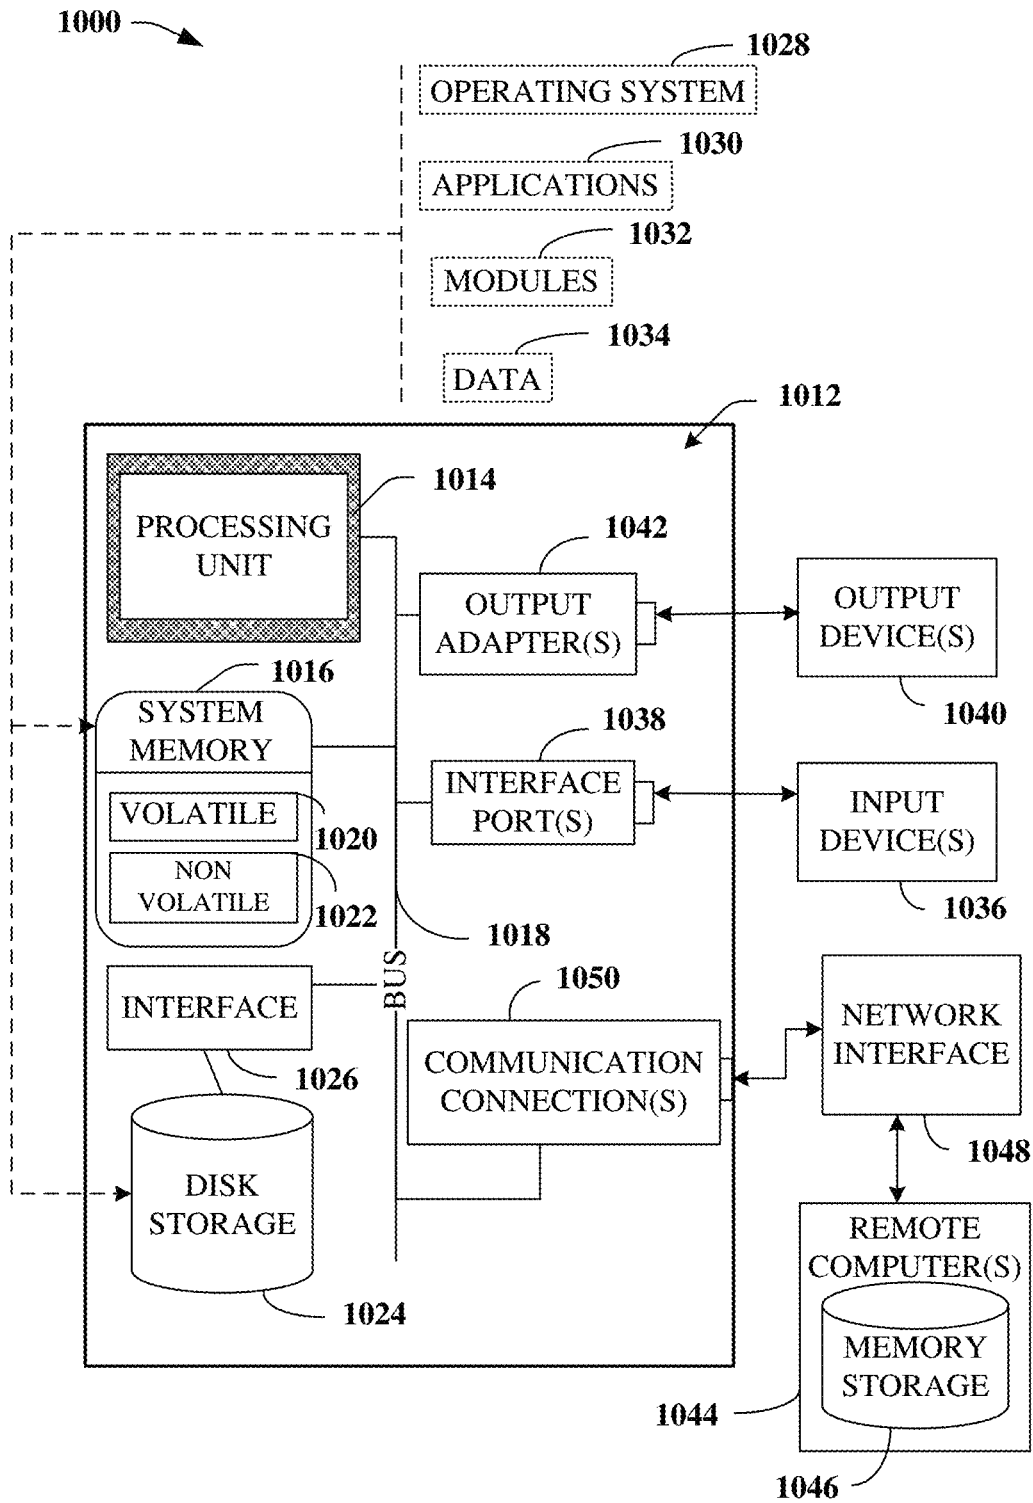 1000
1028
OPERATING SYSTEM
1030
APPLICATIONS
1032
MODULES
1034
DATA
1012
1014
PROCESSING
UNIT
1042
OUTPUT
ADAPTER(S)
OUTPUT
DEVICE(S)
1040
1016
SYSTEM
MEMORY
1038
INTERFACE
PORT(S)
INPUT
DEVICE(S)
1036
VOLATILE
1020
NON
VOLATILE
1022
1018
BUS
INTERFACE
1026
1050
COMMUNICATION
CONNECTION(S)
NETWORK
INTERFACE
1048
DISK
STORAGE
1024
REMOTE
COMPUTER(S)
MEMORY
STORAGE
1044
1046